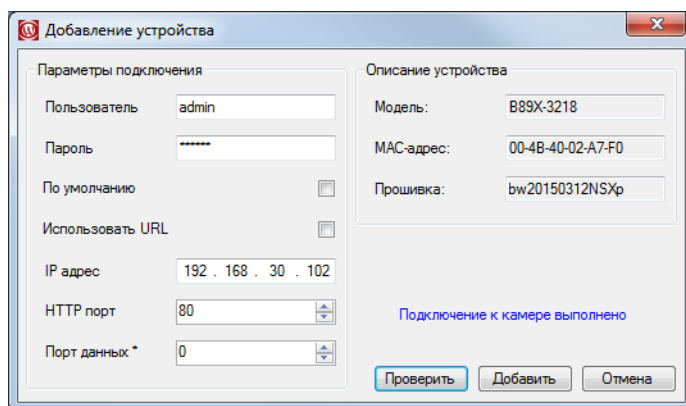 Добавление устройства
Параметры подключения
Пользователь admin
Пароль ******
По умолчанию
Использовать URL
IP адрес 192 . 168 . 30 . 102
HTTP порт 80
Порт данных * 0
Описание устройства
Модель: B89X-3218
MAC-адрес: 00-4B-40-02-A7-F0
Прошивка: bw20150312NSXp
Подключение к камере выполнено
Проверить Добавить Отмена